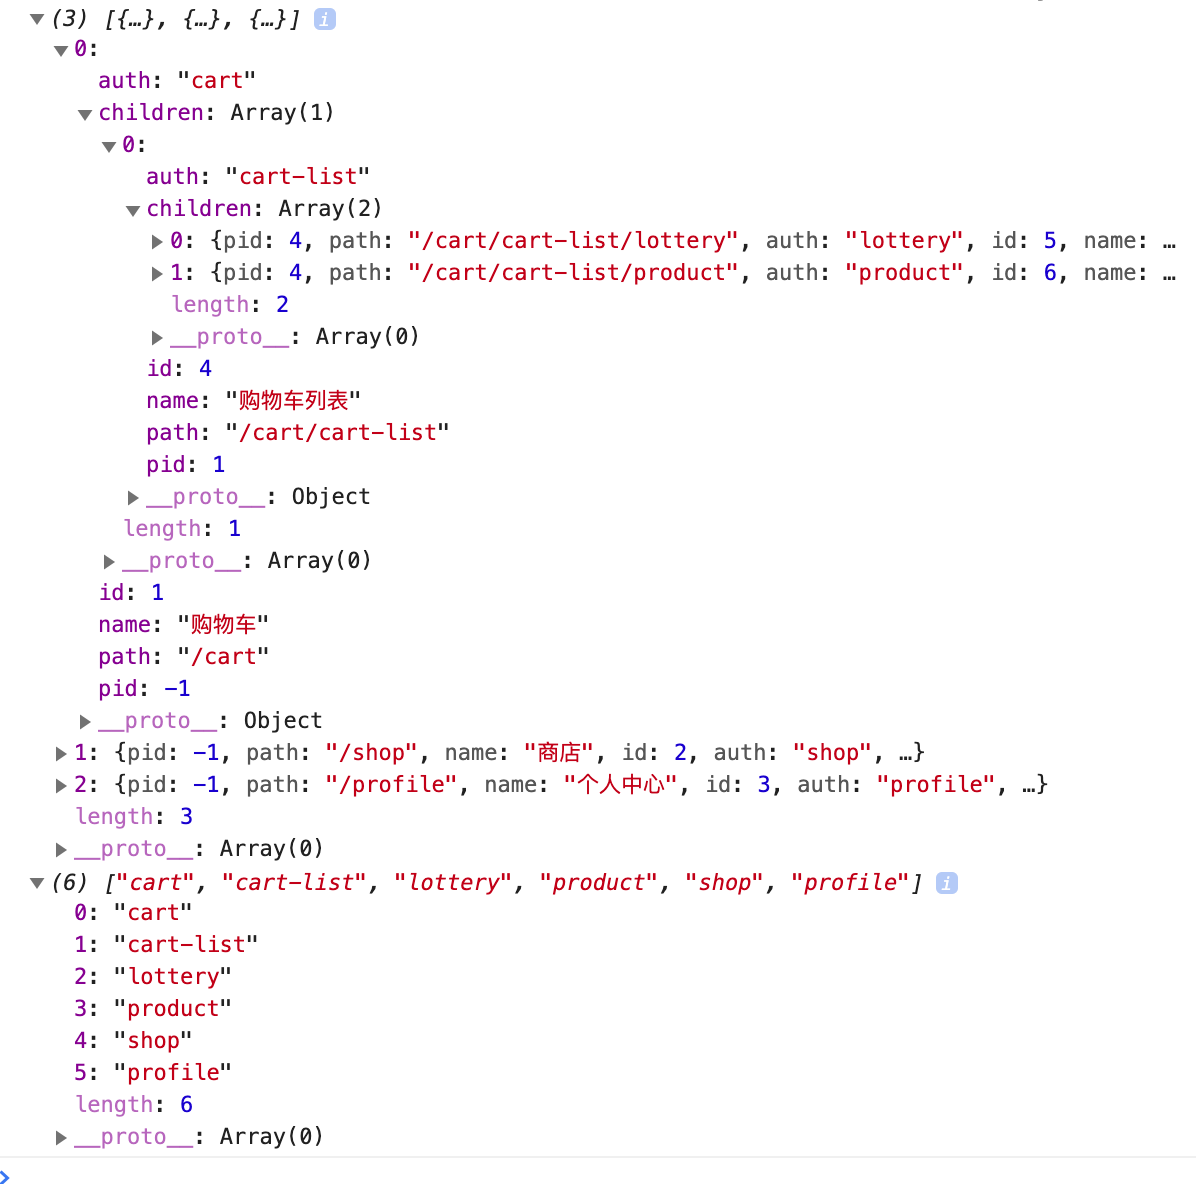 (3) [{…}, {…}, {…}] i
0:
auth: "cart"
children: Array(1)
0:
auth: "cart-list"
children: Array(2)
0: {pid: 4, path: "/cart/cart-list/lottery", auth: "lottery", id: 5, name: …
1: {pid: 4, path: "/cart/cart-list/product", auth: "product", id: 6, name: …
length: 2
__proto__: Array(0)
id: 4
name: "购物车列表"
path: "/cart/cart-list"
pid: 1
__proto__: Object
length: 1
__proto__: Array(0)
id: 1
name: "购物车"
path: "/cart"
pid: -1
__proto__: Object
1: {pid: -1, path: "/shop", name: "商店", id: 2, auth: "shop", …}
2: {pid: -1, path: "/profile", name: "个人中心", id: 3, auth: "profile", …}
length: 3
__proto__: Array(0)
(6) ["cart", "cart-list", "lottery", "product", "shop", "profile"] i
0: "cart"
1: "cart-list"
2: "lottery"
3: "product"
4: "shop"
5: "profile"
length: 6
__proto__: Array(0)